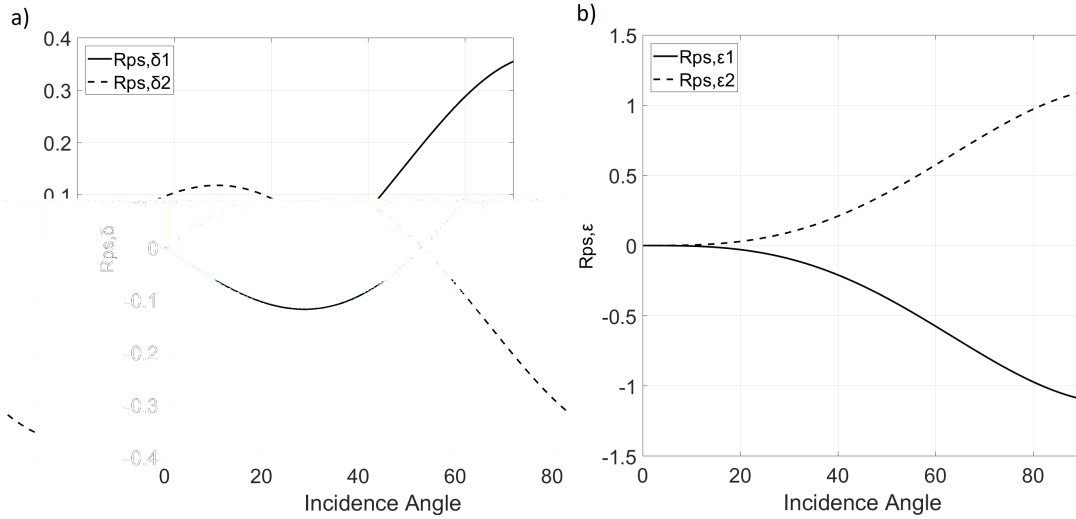 a)
0.4
Rps,δ1
Rps,δ2
0.3
0.2
0.1
Rps,δ
0
-0.1
-0.2
-0.3
-0.4
0 20 40 60 80
Incidence Angle
b)
1.5
Rps,ε1
Rps,ε2
1
0.5
Rps,ε
0
-0.5
-1
-1.5
0 20 40 60 80
Incidence Angle